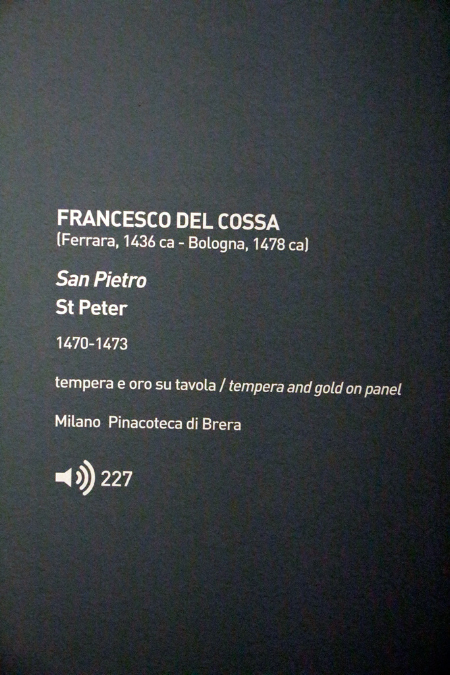 FRANCESCO DEL COSSA
(Ferrara, 1436 ca - Bologna, 1478 ca)
San Pietro
St Peter
1470-1473
tempera e oro su tavola / tempera and gold on panel
Milano Pinacoteca di Brera
227